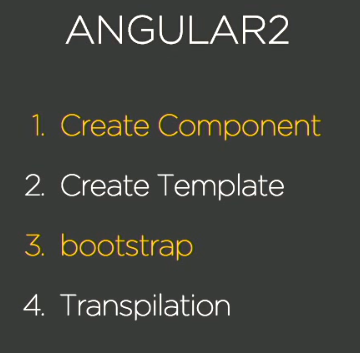 ANGULAR2
1. Create Component
2. Create Template
3. bootstrap
4. Transpilation